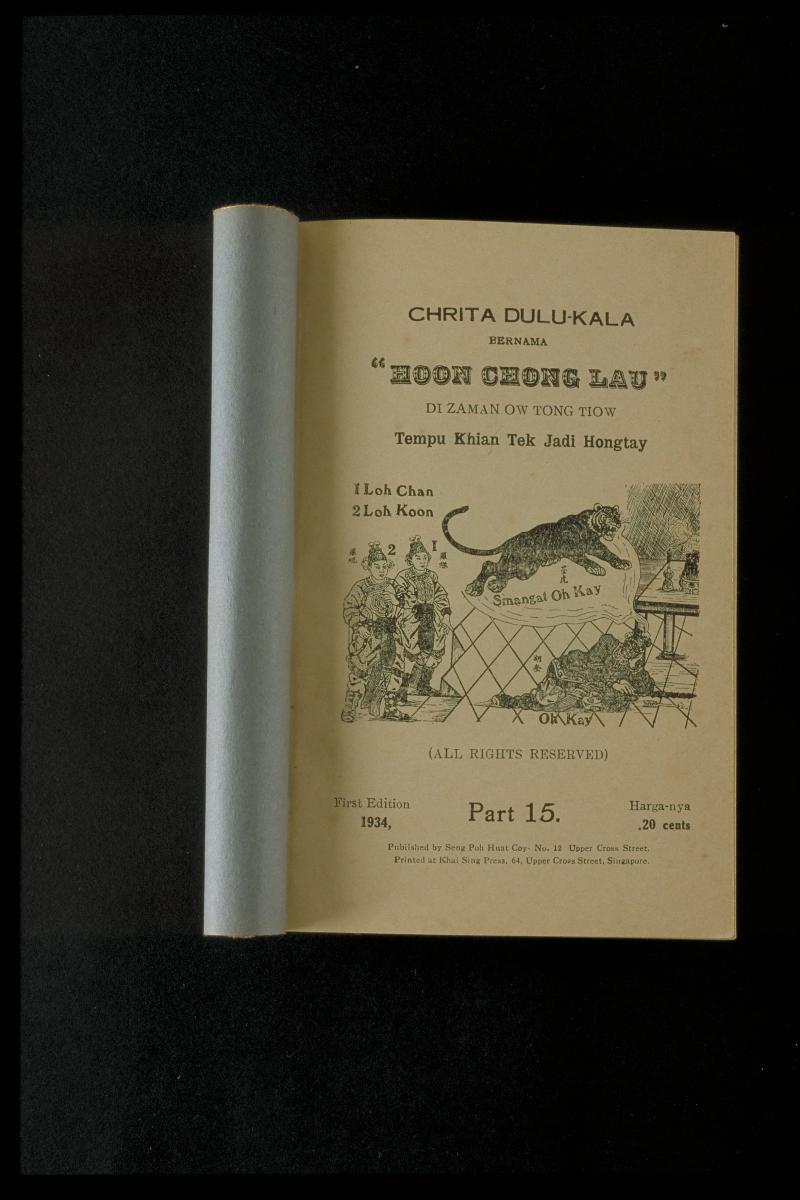 CHRITA DULU-KALA
BERNAMA
"HOON CHONG LAU"
DI ZAMAN OW TONG TIOW
Tempu Khian Tek Jadi Hongtay
1 Loh Chan
2 Loh Koon
2 1
Smangat Oh Kay
Oh Kay
(ALL RIGHTS RESERVED)
First Edition
1934,
Part 15.
Harga-nya
.20 cents
Published by Seng Poh Huat Coy- No. 12 Upper Cross Street.
Printed at Khai Sing Press, 64, Upper Cross Street, Singapore.